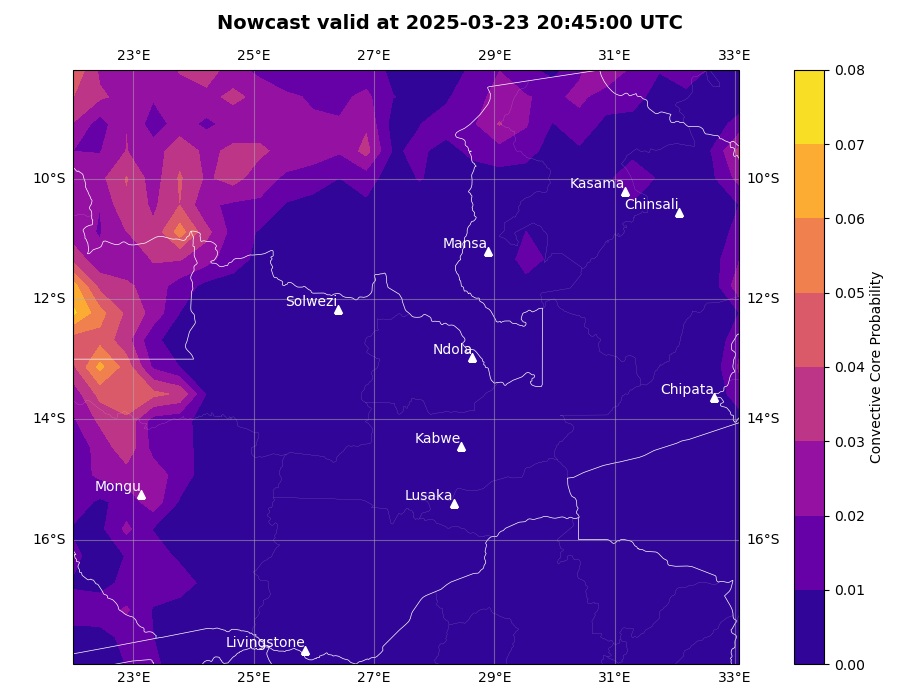 Nowcast valid at 2025-03-23 20:45:00 UTC
23°E 25°E 27°E 29°E 31°E 33°E
0.08
0.07
10°S Kasama 10°S
Chinsali
0.06
Mansa
0.05
12°S Solwezi 12°S
Ndola
0.04
Chipata
14°S 14°S
Kabwe
0.03
Mongu Lusaka
0.02
16°S 16°S
0.01
Livingstone
0.00
23°E 25°E 27°E 29°E 31°E 33°E
Convective Core Probability